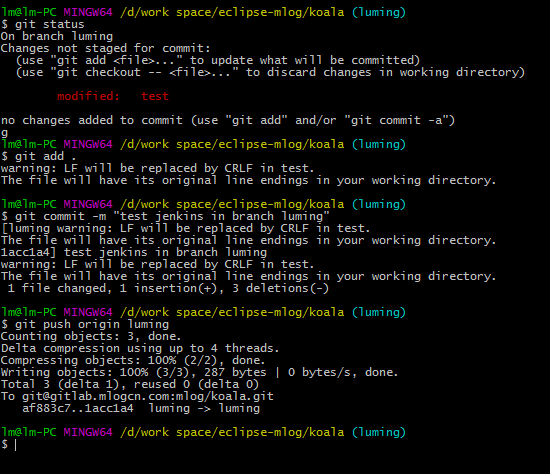 lm@lm-PC MINGW64 /d/work space/eclipse-mlog/koala (luming)
$ git status
On branch luming
Changes not staged for commit:
  (use "git add <file>..." to update what will be committed)
  (use "git checkout -- <file>..." to discard changes in working directory)
        modified:   test
no changes added to commit (use "git add" and/or "git commit -a")
g
lm@lm-PC MINGW64 /d/work space/eclipse-mlog/koala (luming)
$ git add .
warning: LF will be replaced by CRLF in test.
The file will have its original line endings in your working directory.
lm@lm-PC MINGW64 /d/work space/eclipse-mlog/koala (luming)
$ git commit -m "test jenkins in branch luming"
[luming warning: LF will be replaced by CRLF in test.
The file will have its original line endings in your working directory.
1acc1a4] test jenkins in branch luming
warning: LF will be replaced by CRLF in test.
The file will have its original line endings in your working directory.
 1 file changed, 1 insertion(+), 3 deletions(-)
lm@lm-PC MINGW64 /d/work space/eclipse-mlog/koala (luming)
$ git push origin luming
Counting objects: 3, done.
Delta compression using up to 4 threads.
Compressing objects: 100% (2/2), done.
Writing objects: 100% (3/3), 287 bytes | 0 bytes/s, done.
Total 3 (delta 1), reused 0 (delta 0)
To git@gitlab.mlogcn.com:mlog/koala.git
   af883c7..1acc1a4  luming -> luming
lm@lm-PC MINGW64 /d/work space/eclipse-mlog/koala (luming)
$